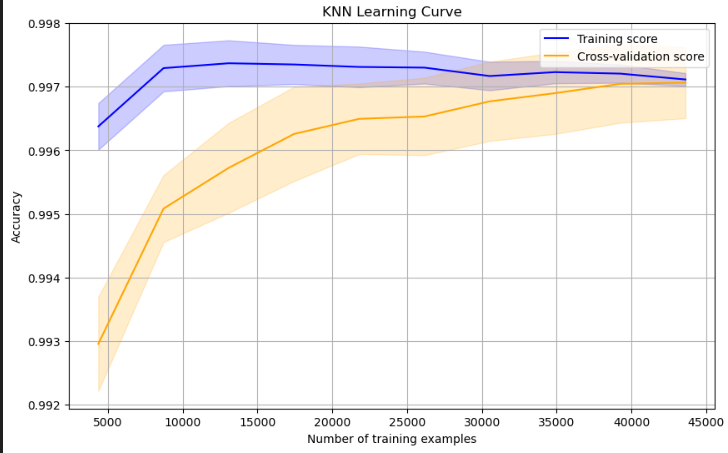 KNN Learning Curve
Training score
Cross-validation score
Accuracy
0.998
0.997
0.996
0.995
0.994
0.993
0.992
5000 10000 15000 20000 25000 30000 35000 40000 45000
Number of training examples